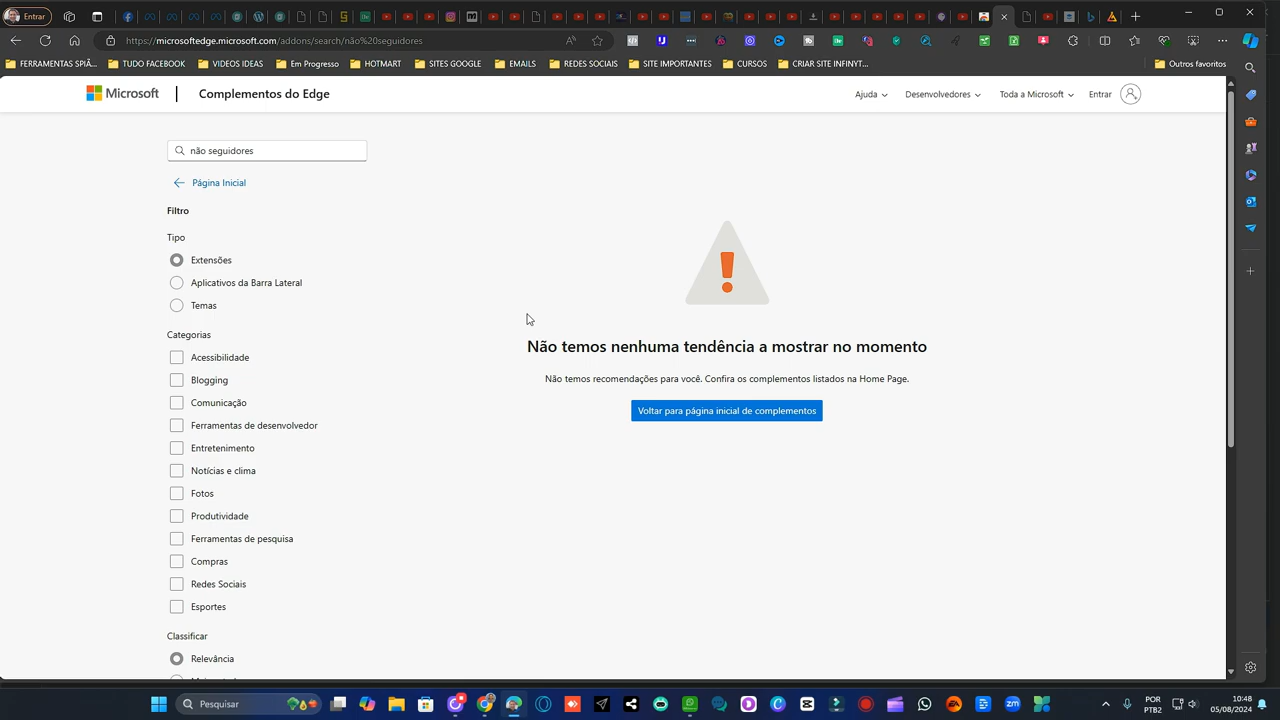 Entrar
https://microsoftedge.microsoft.com/addons/search/não%20seguidores
FERRAMENTAS SPIÃ... TUDO FACEBOOK VIDEOS IDEAS Em Progresso HOTMART SITES GOOGLE EMAILS REDES SOCIAIS SITE IMPORTANTES CURSOS CRIAR SITE INFINYT... Outros favoritos
Microsoft Complementos do Edge Ajuda Desenvolvedores Toda a Microsoft Entrar
não seguidores
Página Inicial
Filtro
Tipo
Extensões
Aplicativos da Barra Lateral
Temas
Categorias
Acessibilidade
Blogging
Comunicação
Ferramentas de desenvolvedor
Entretenimento
Notícias e clima
Fotos
Produtividade
Ferramentas de pesquisa
Compras
Redes Sociais
Esportes
Classificar
Relevância
Não temos nenhuma tendência a mostrar no momento
Não temos recomendações para você. Confira os complementos listados na Home Page.
Voltar para página inicial de complementos
Pesquisar
POR
PTB2
10:48
05/08/2024